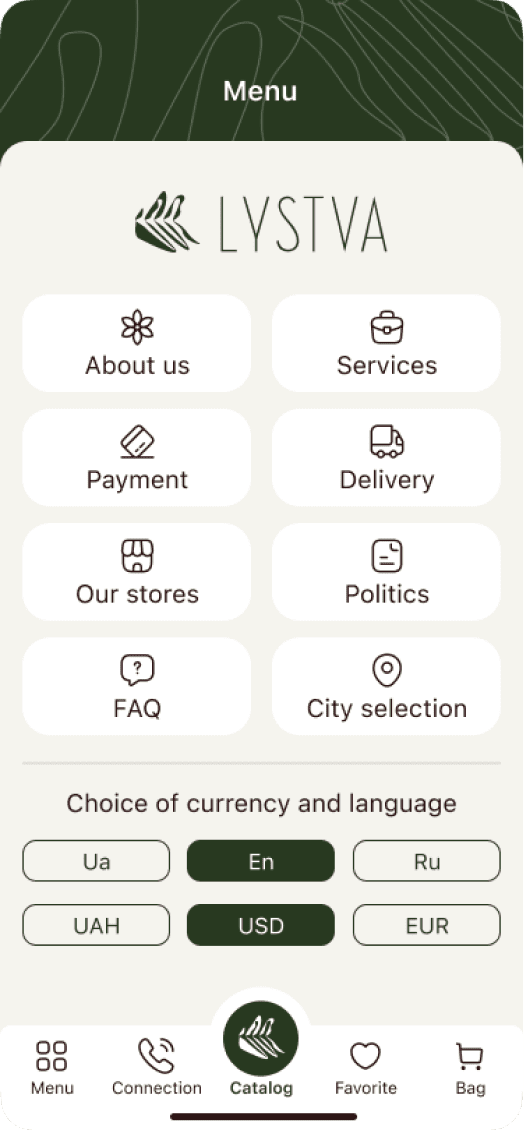 Menu
LYSTVA
About us
Services
Payment
Delivery
Our stores
Politics
FAQ
City selection
Choice of currency and language
Ua
En
Ru
UAH
USD
EUR
Menu
Connection
Catalog
Favorite
Bag